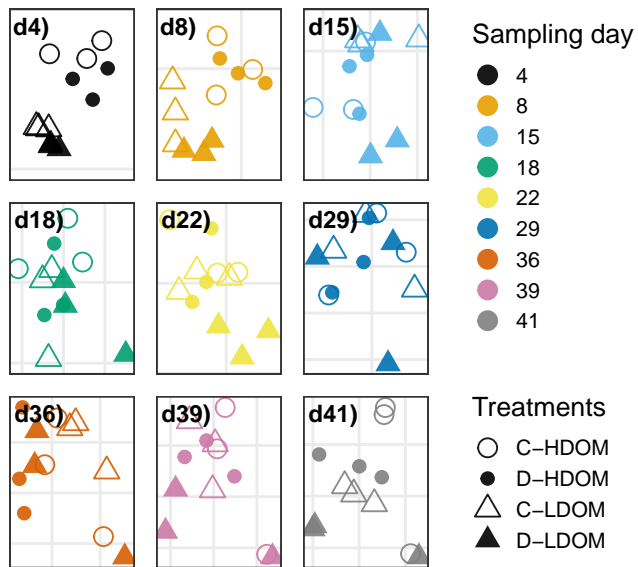 d4)
d8)
d15)
d18)
d22)
d29)
d36)
d39)
d41)
Sampling day
4
8
15
18
22
29
36
39
41
Treatments
C−HDOM
D−HDOM
C−LDOM
D−LDOM